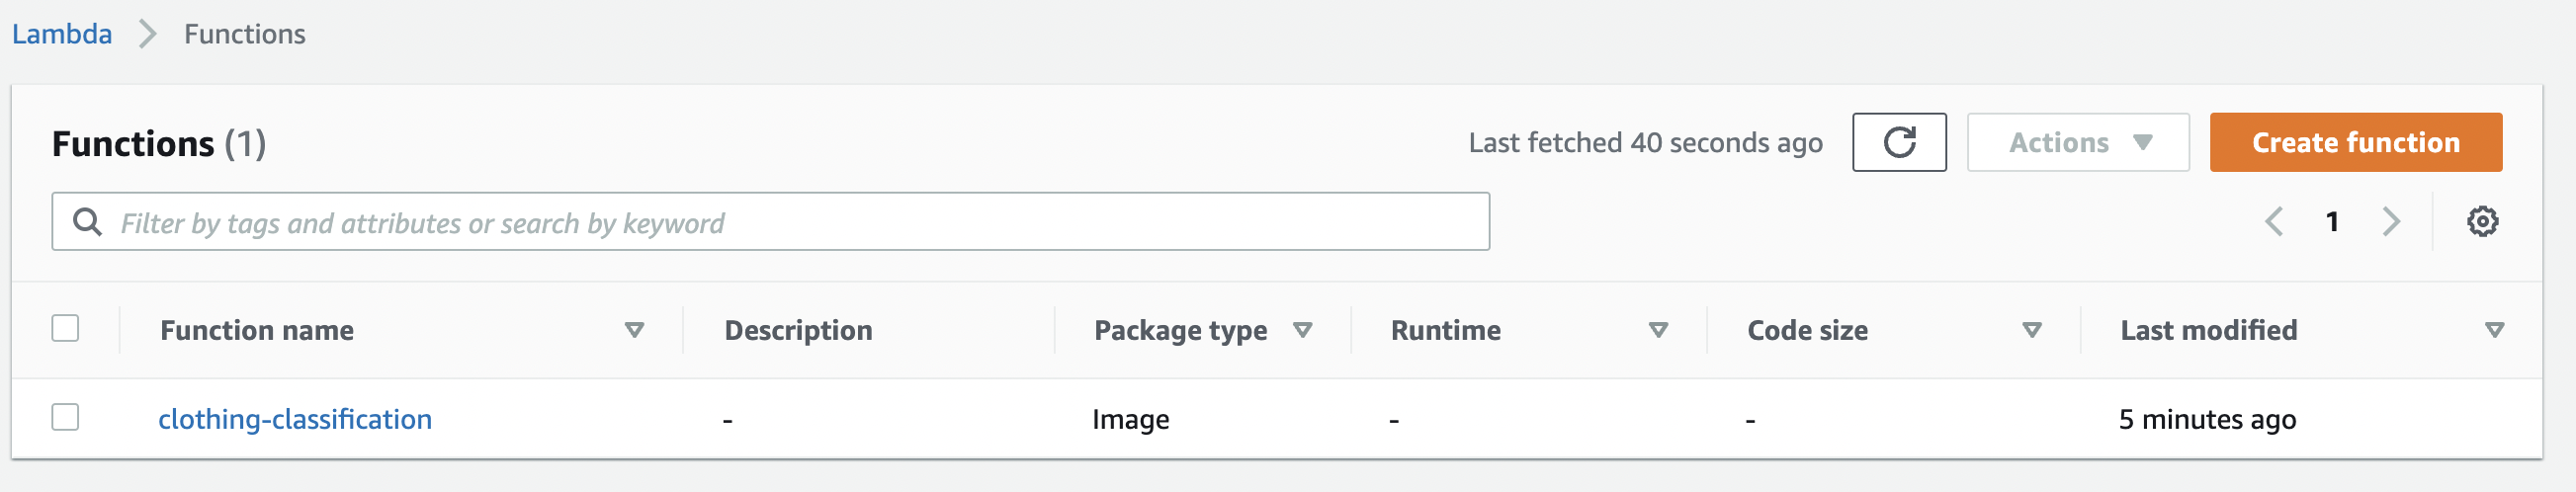 Lambda Functions
Functions (1) Last fetched 40 seconds ago Actions Create function
Filter by tags and attributes or search by keyword 1
Function name Description Package type Runtime Code size Last modified
clothing-classification - Image - - 5 minutes ago